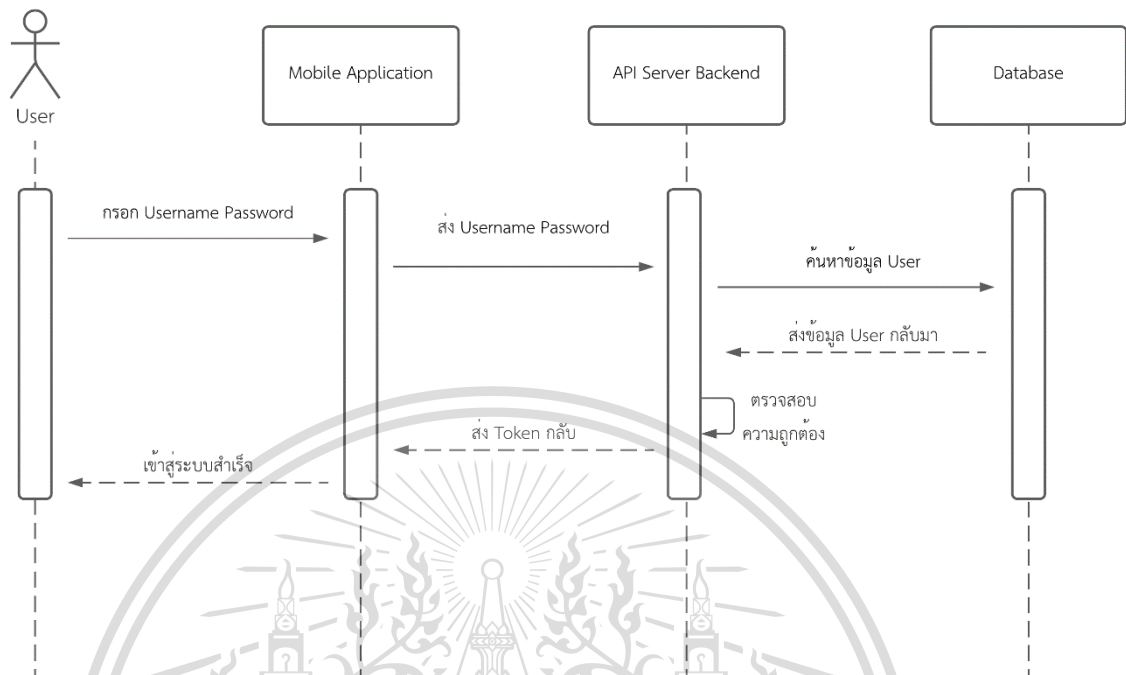 Mobile Application
API Server Backend
Database
User
กรอก Username Password
ส่ง Username Password
ค้นหาข้อมูล User
ส่งข้อมูล User กลับมา
ตรวจสอบ
ความถูกต้อง
ส่ง Token กลับ
เข้าสู่ระบบสำเร็จ